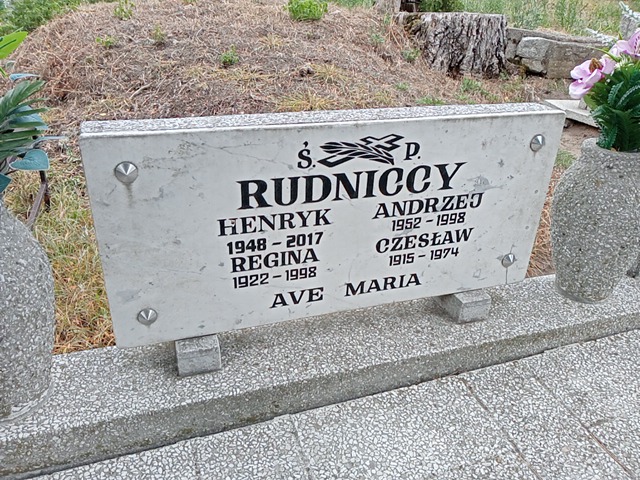 Ś. P.
RUDNICCY
HENRYK
1948 - 2017
REGINA
1922 - 1998
ANDRZEJ
1952 - 1998
CZESŁAW
1915 - 1974
AVE MARIA